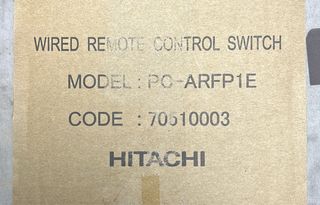 WIRED REMOTE CONTROL SWITCH
MODEL : PC-ARFP1E
CODE : 70510003
HITACHI